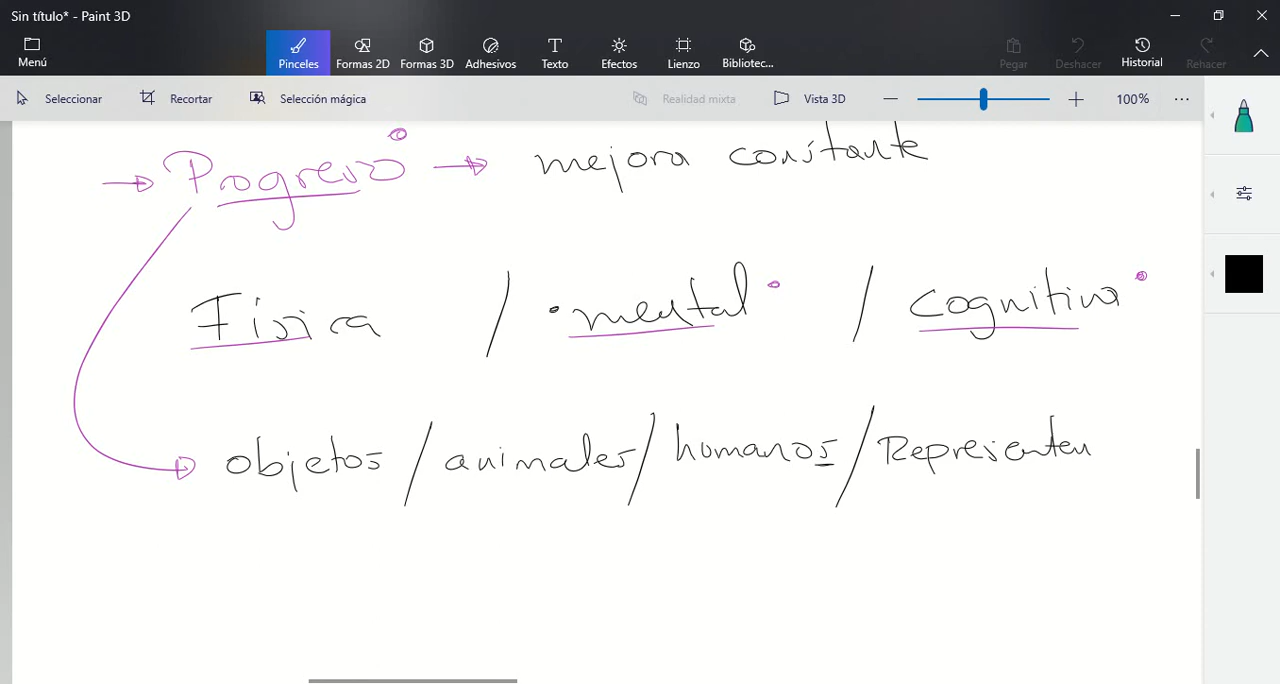 Sin título* - Paint 3D
Menú Pinceles Formas 2D Formas 3D Adhesivos Texto Efectos Lienzo Bibliotec... Pegar Deshacer Historial Rehacer
Seleccionar Recortar Selección mágica Realidad mixta Vista 3D 100%
→ Progreso → mejora constante
Física / • mental / Cognitiva
objetos / animales / humanos / Representen